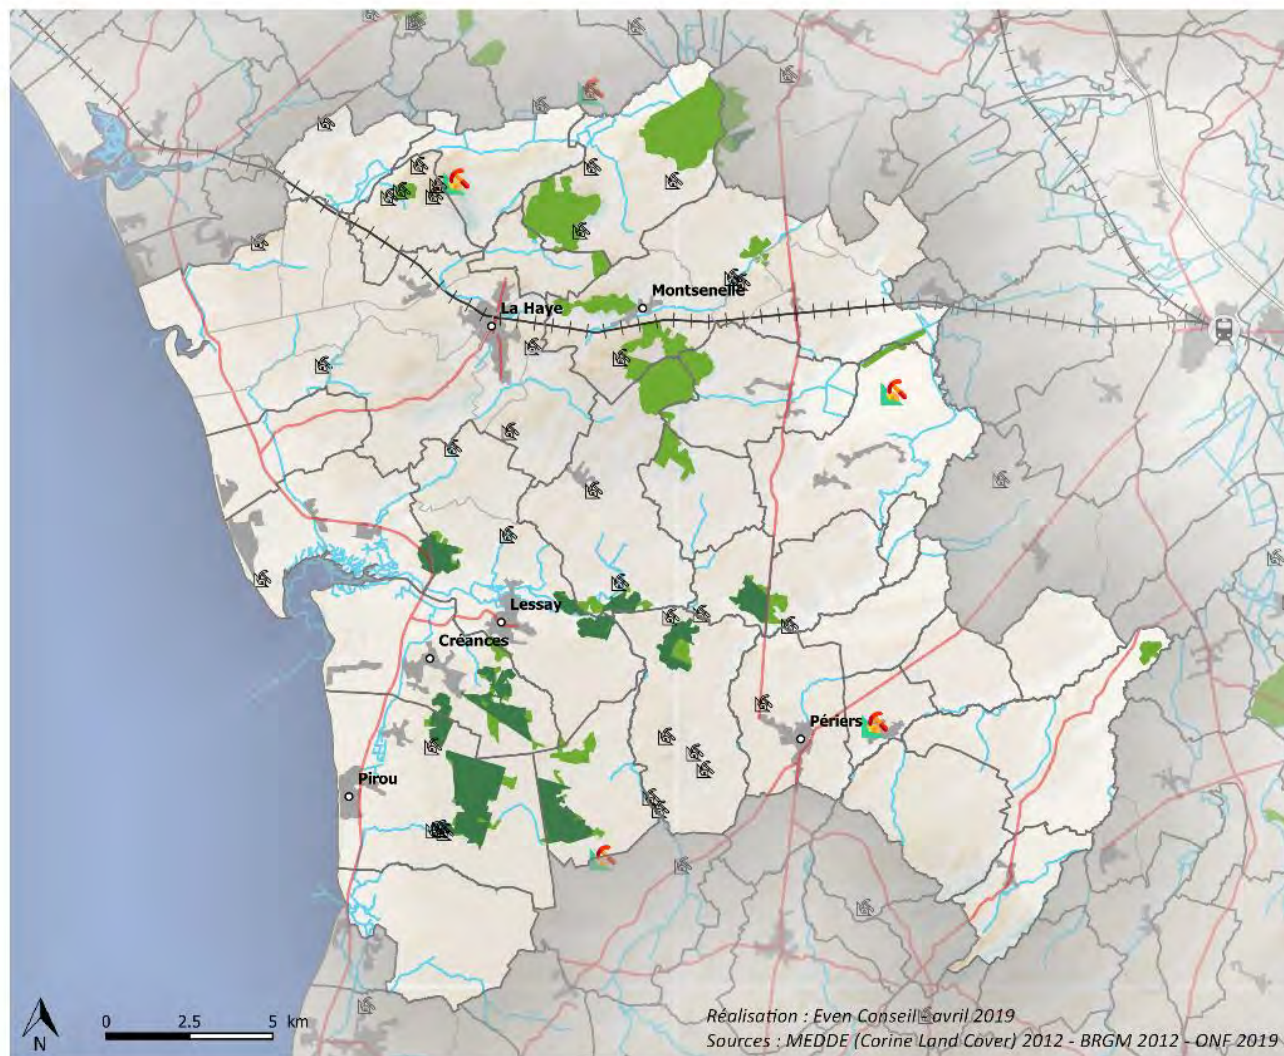 Montsenelle
La Haye
Lessay
Créances
Périers
Pirou
0 2.5 5 km
N
Réalisation : Even Conseil - avril 2019
Sources : MEDDE (Corine Land Cover) 2012 - BRGM 2012 - ONF 2019